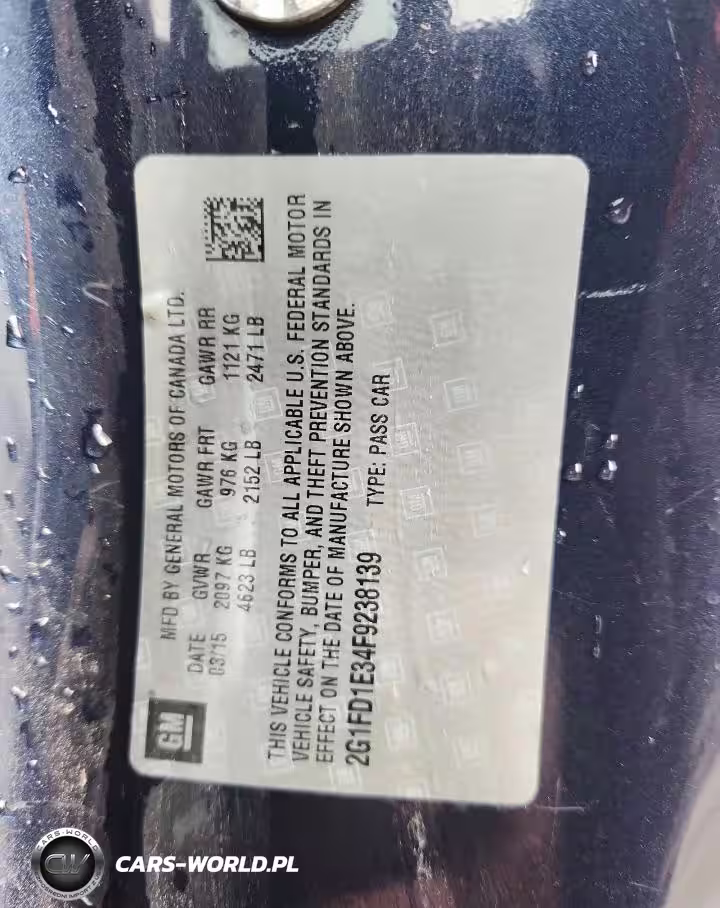 GM
MFD BY GENERAL MOTORS OF CANADA LTD.
DATE GVWR GAWR FRT GAWR RR
03/15 2097 KG 976 KG 1121 KG
4623 LB 2152 LB 2471 LB
THIS VEHICLE CONFORMS TO ALL APPLICABLE U.S. FEDERAL MOTOR
VEHICLE SAFETY, BUMPER, AND THEFT PREVENTION STANDARDS IN
EFFECT ON THE DATE OF MANUFACTURE SHOWN ABOVE.
2G1FD1E34F9238139 TYPE: PASS CAR
CARS-WORLD
CW
CARS-WORLD.PL